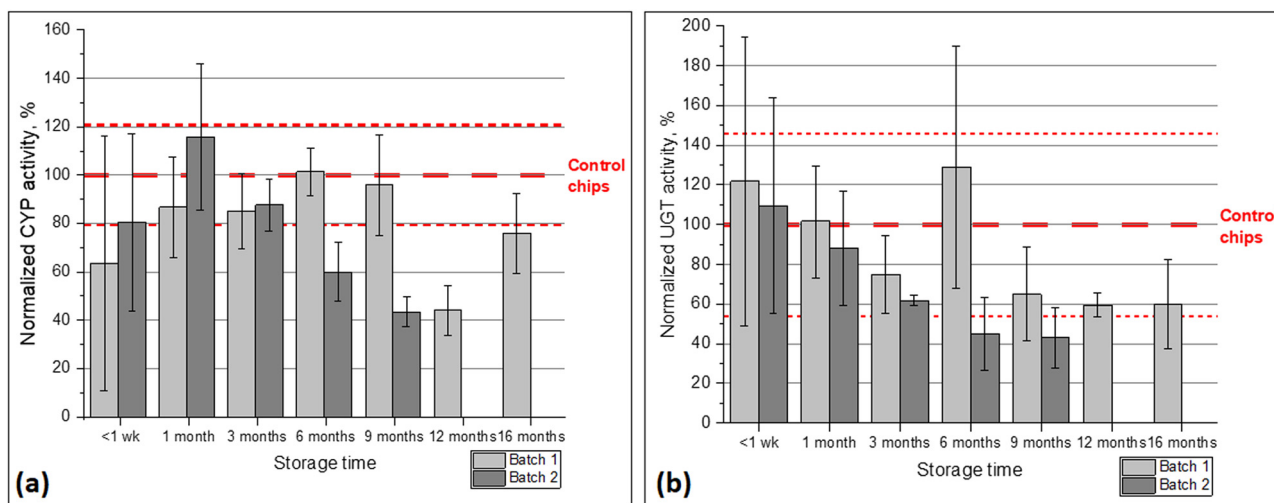 160
140
120
100
80
60
40
20
0
Normalized CYP activity, %
Control
chips
<1 wk
1 month
3 months
6 months
9 months
12 months
16 months
Storage time
Batch 1
Batch 2
(a)
200
180
160
140
120
100
80
60
40
20
0
Normalized UGT activity, %
Contro
chips
<1 wk
1 month
3 months
6 months
9 months
12 months
16 months
Storage time
Batch 1
Batch 2
(b)